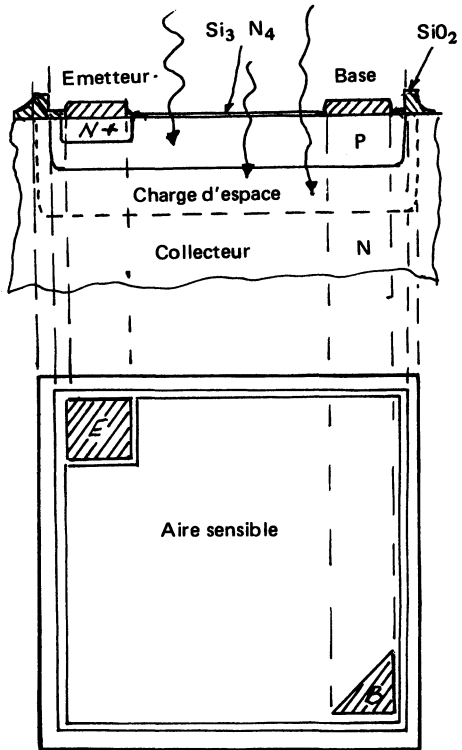 Si3 N4
SiO2
Emetteur
Base
N+
P
Charge d'espace
Collecteur
N
E
Aire sensible
B